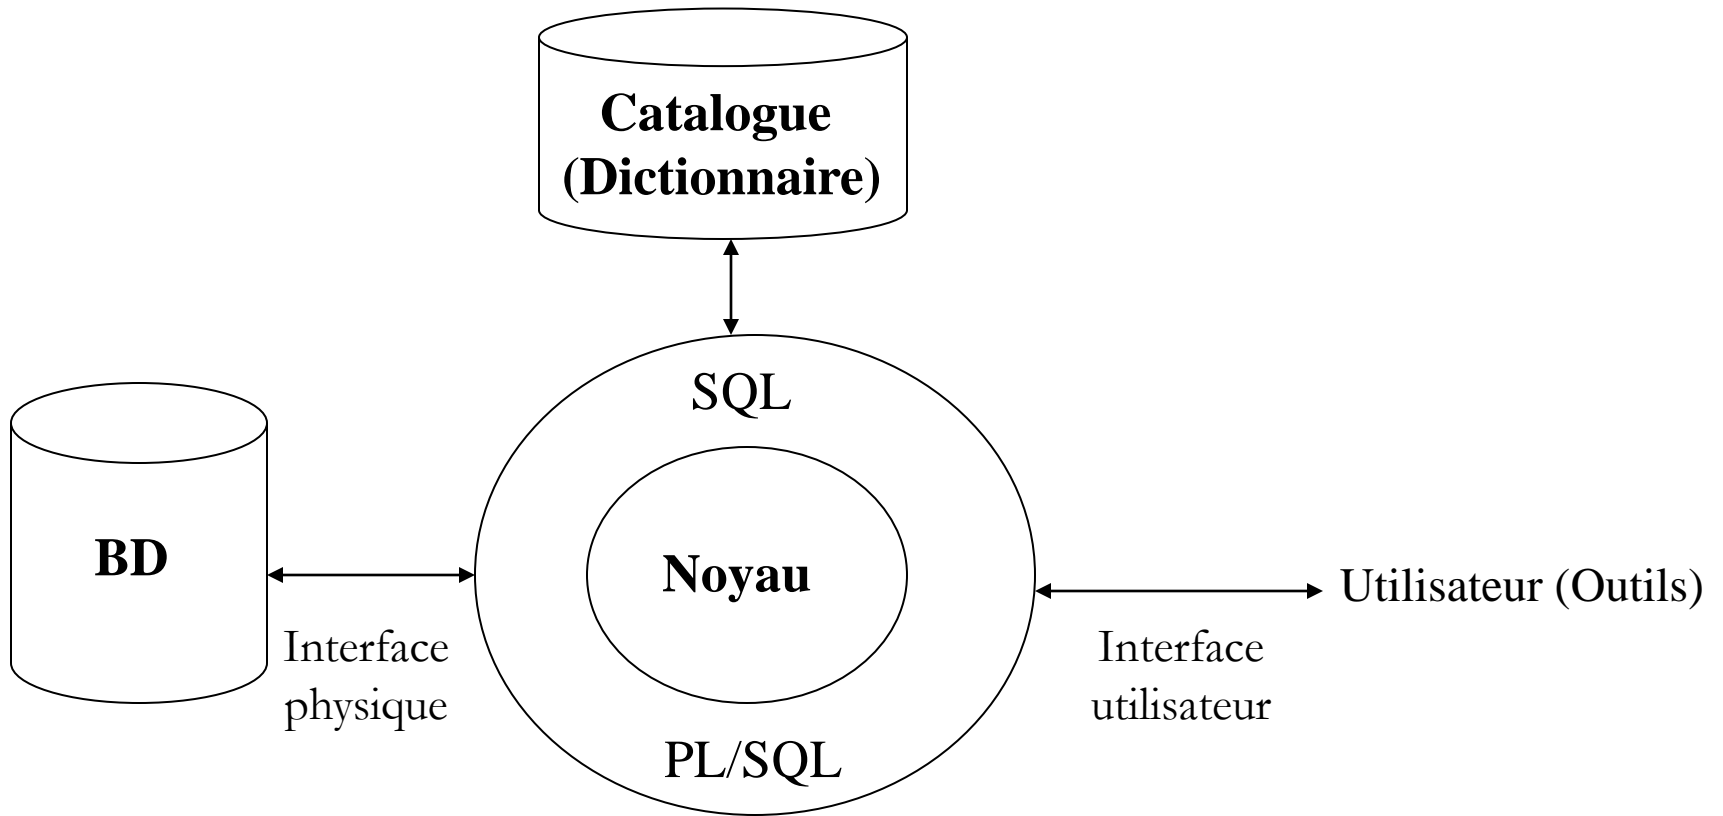 Catalogue
(Dictionnaire)
SQL
BD
Noyau
Utilisateur (Outils)
Interface
physique
Interface
utilisateur
PL/SQL